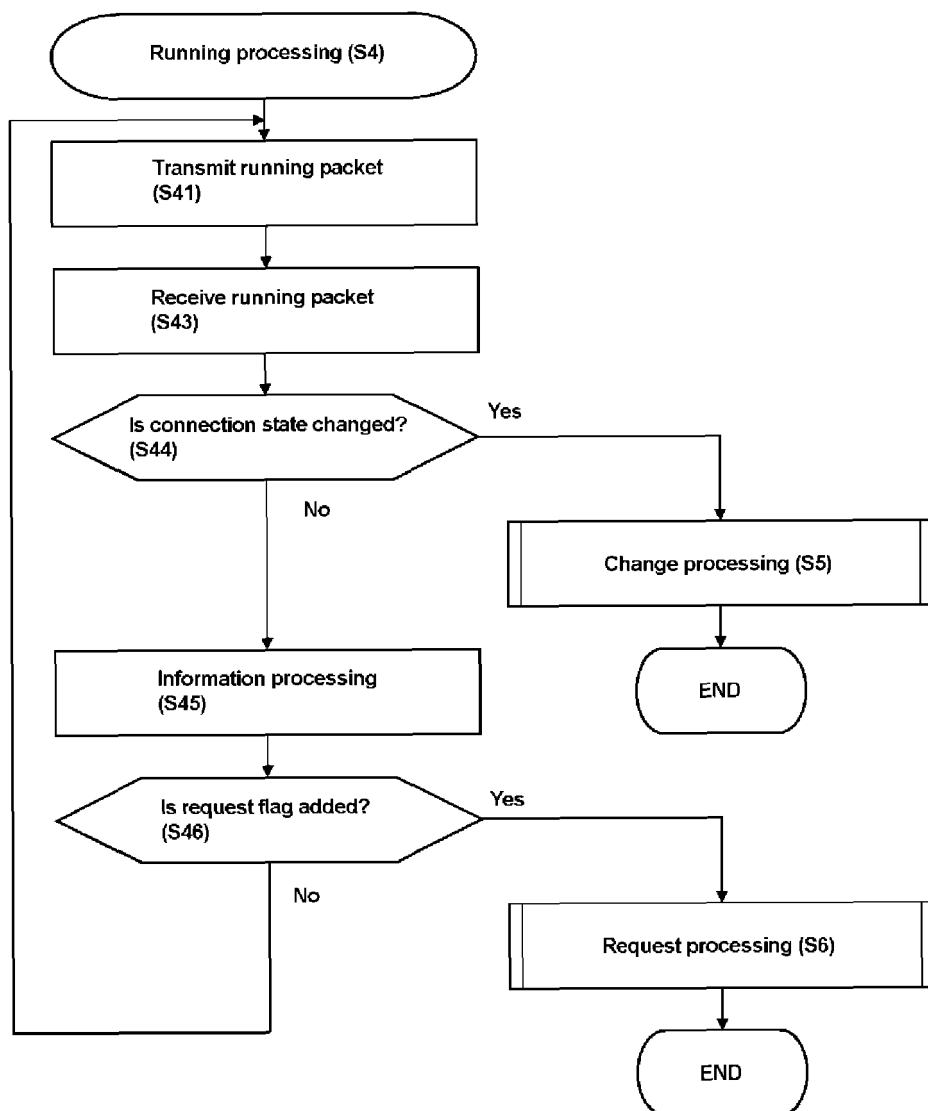 Running processing (S4)
Transmit running packet
(S41)
Receive running packet
(S43)
Is connection state changed?
(S44)
Yes
No
Change processing (S5)
END
Information processing
(S45)
Is request flag added?
(S46)
Yes
No
Request processing (S6)
END